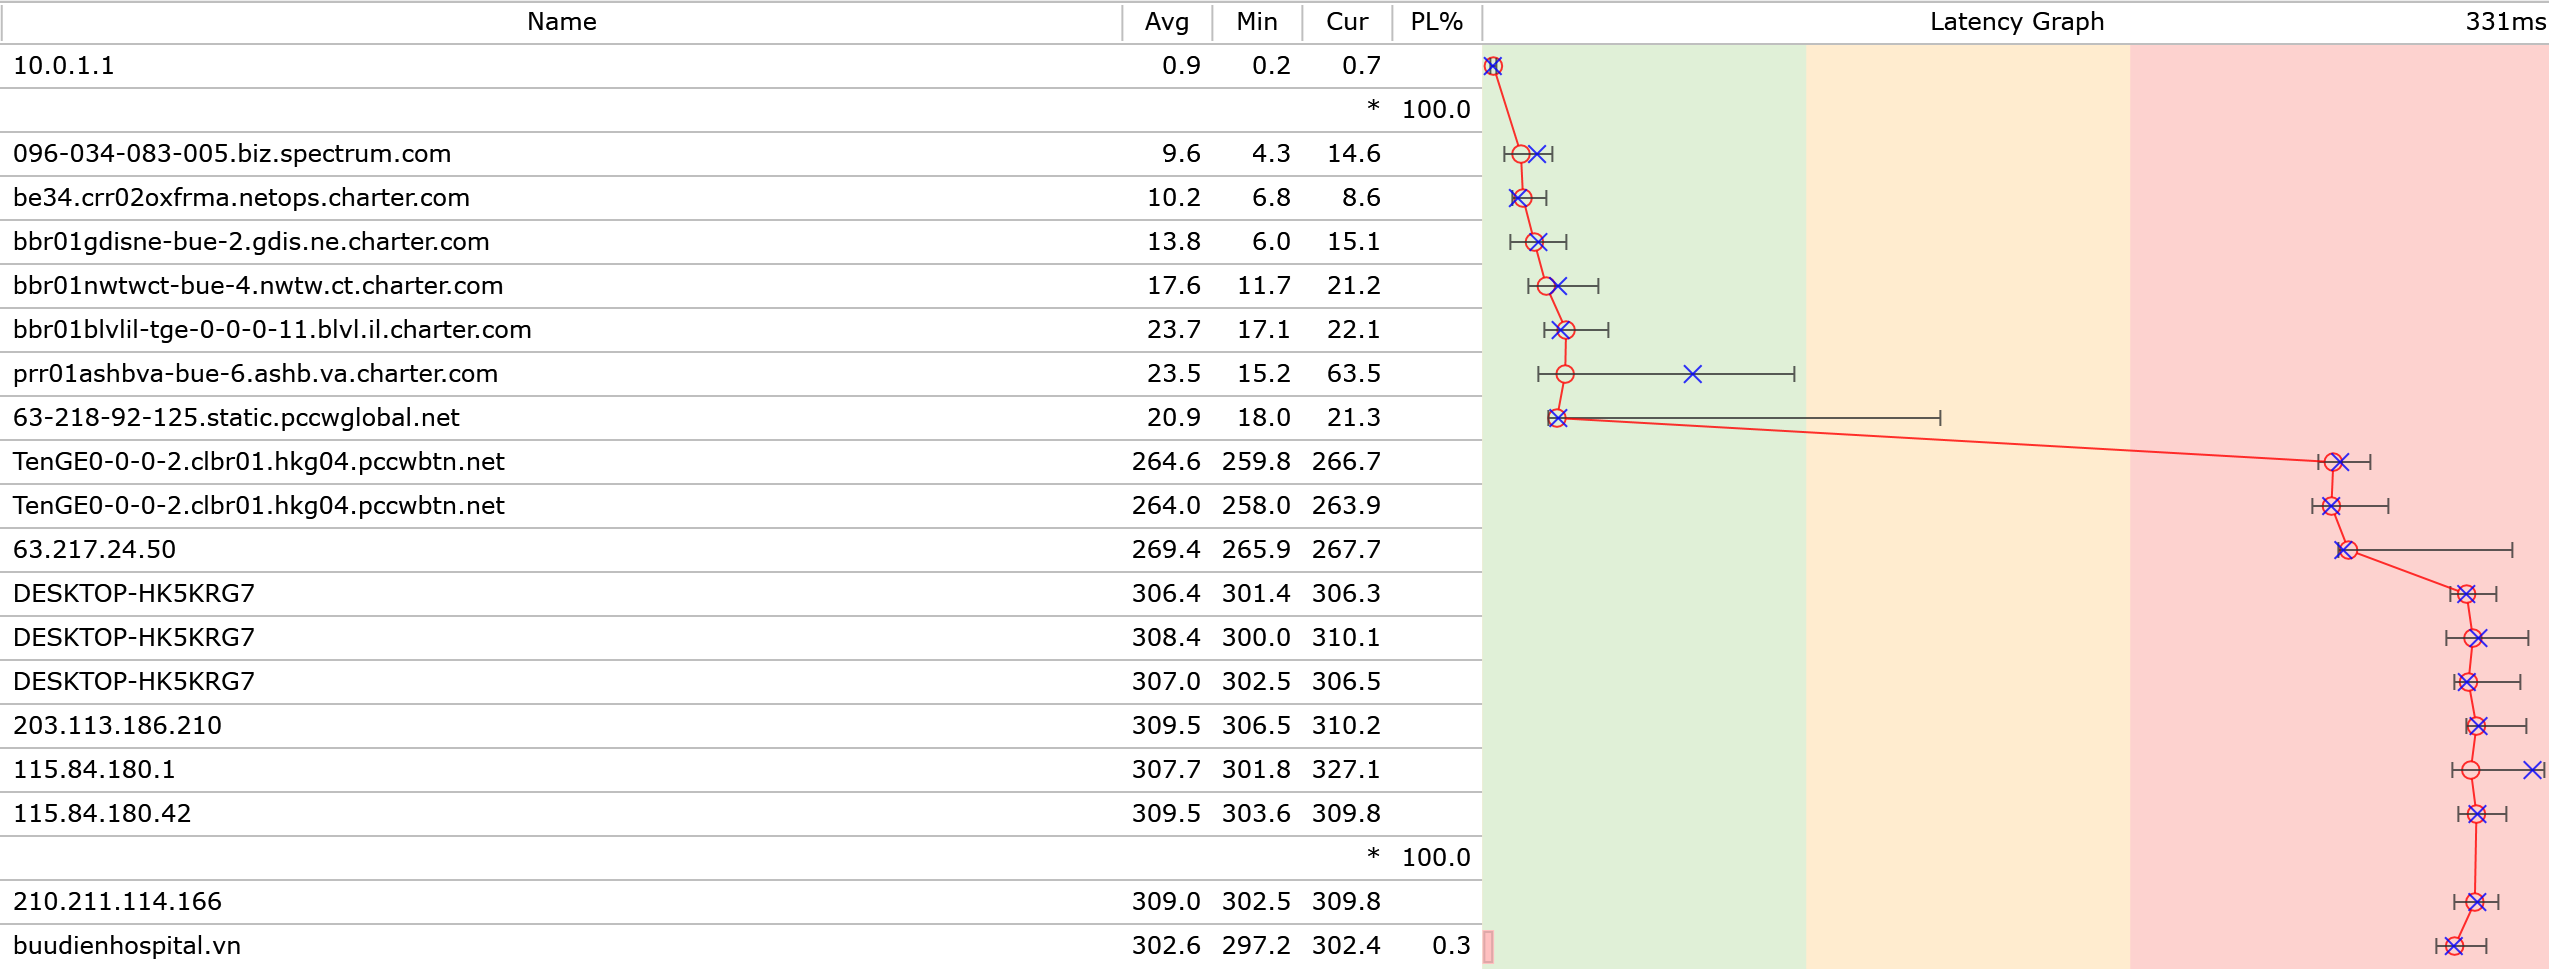 Name Avg Min Cur PL% Latency Graph 331ms
10.0.1.1 0.9 0.2 0.7
* 100.0
096-034-083-005.biz.spectrum.com 9.6 4.3 14.6
be34.crr02oxfrma.netops.charter.com 10.2 6.8 8.6
bbr01gdisne-bue-2.gdis.ne.charter.com 13.8 6.0 15.1
bbr01nwtwct-bue-4.nwtw.ct.charter.com 17.6 11.7 21.2
bbr01blvlil-tge-0-0-0-11.blvl.il.charter.com 23.7 17.1 22.1
prr01ashbva-bue-6.ashb.va.charter.com 23.5 15.2 63.5
63-218-92-125.static.pccwglobal.net 20.9 18.0 21.3
TenGE0-0-0-2.clbr01.hkg04.pccwbtn.net 264.6 259.8 266.7
TenGE0-0-0-2.clbr01.hkg04.pccwbtn.net 264.0 258.0 263.9
63.217.24.50 269.4 265.9 267.7
DESKTOP-HK5KRG7 306.4 301.4 306.3
DESKTOP-HK5KRG7 308.4 300.0 310.1
DESKTOP-HK5KRG7 307.0 302.5 306.5
203.113.186.210 309.5 306.5 310.2
115.84.180.1 307.7 301.8 327.1
115.84.180.42 309.5 303.6 309.8
* 100.0
210.211.114.166 309.0 302.5 309.8
buudienhospital.vn 302.6 297.2 302.4 0.3